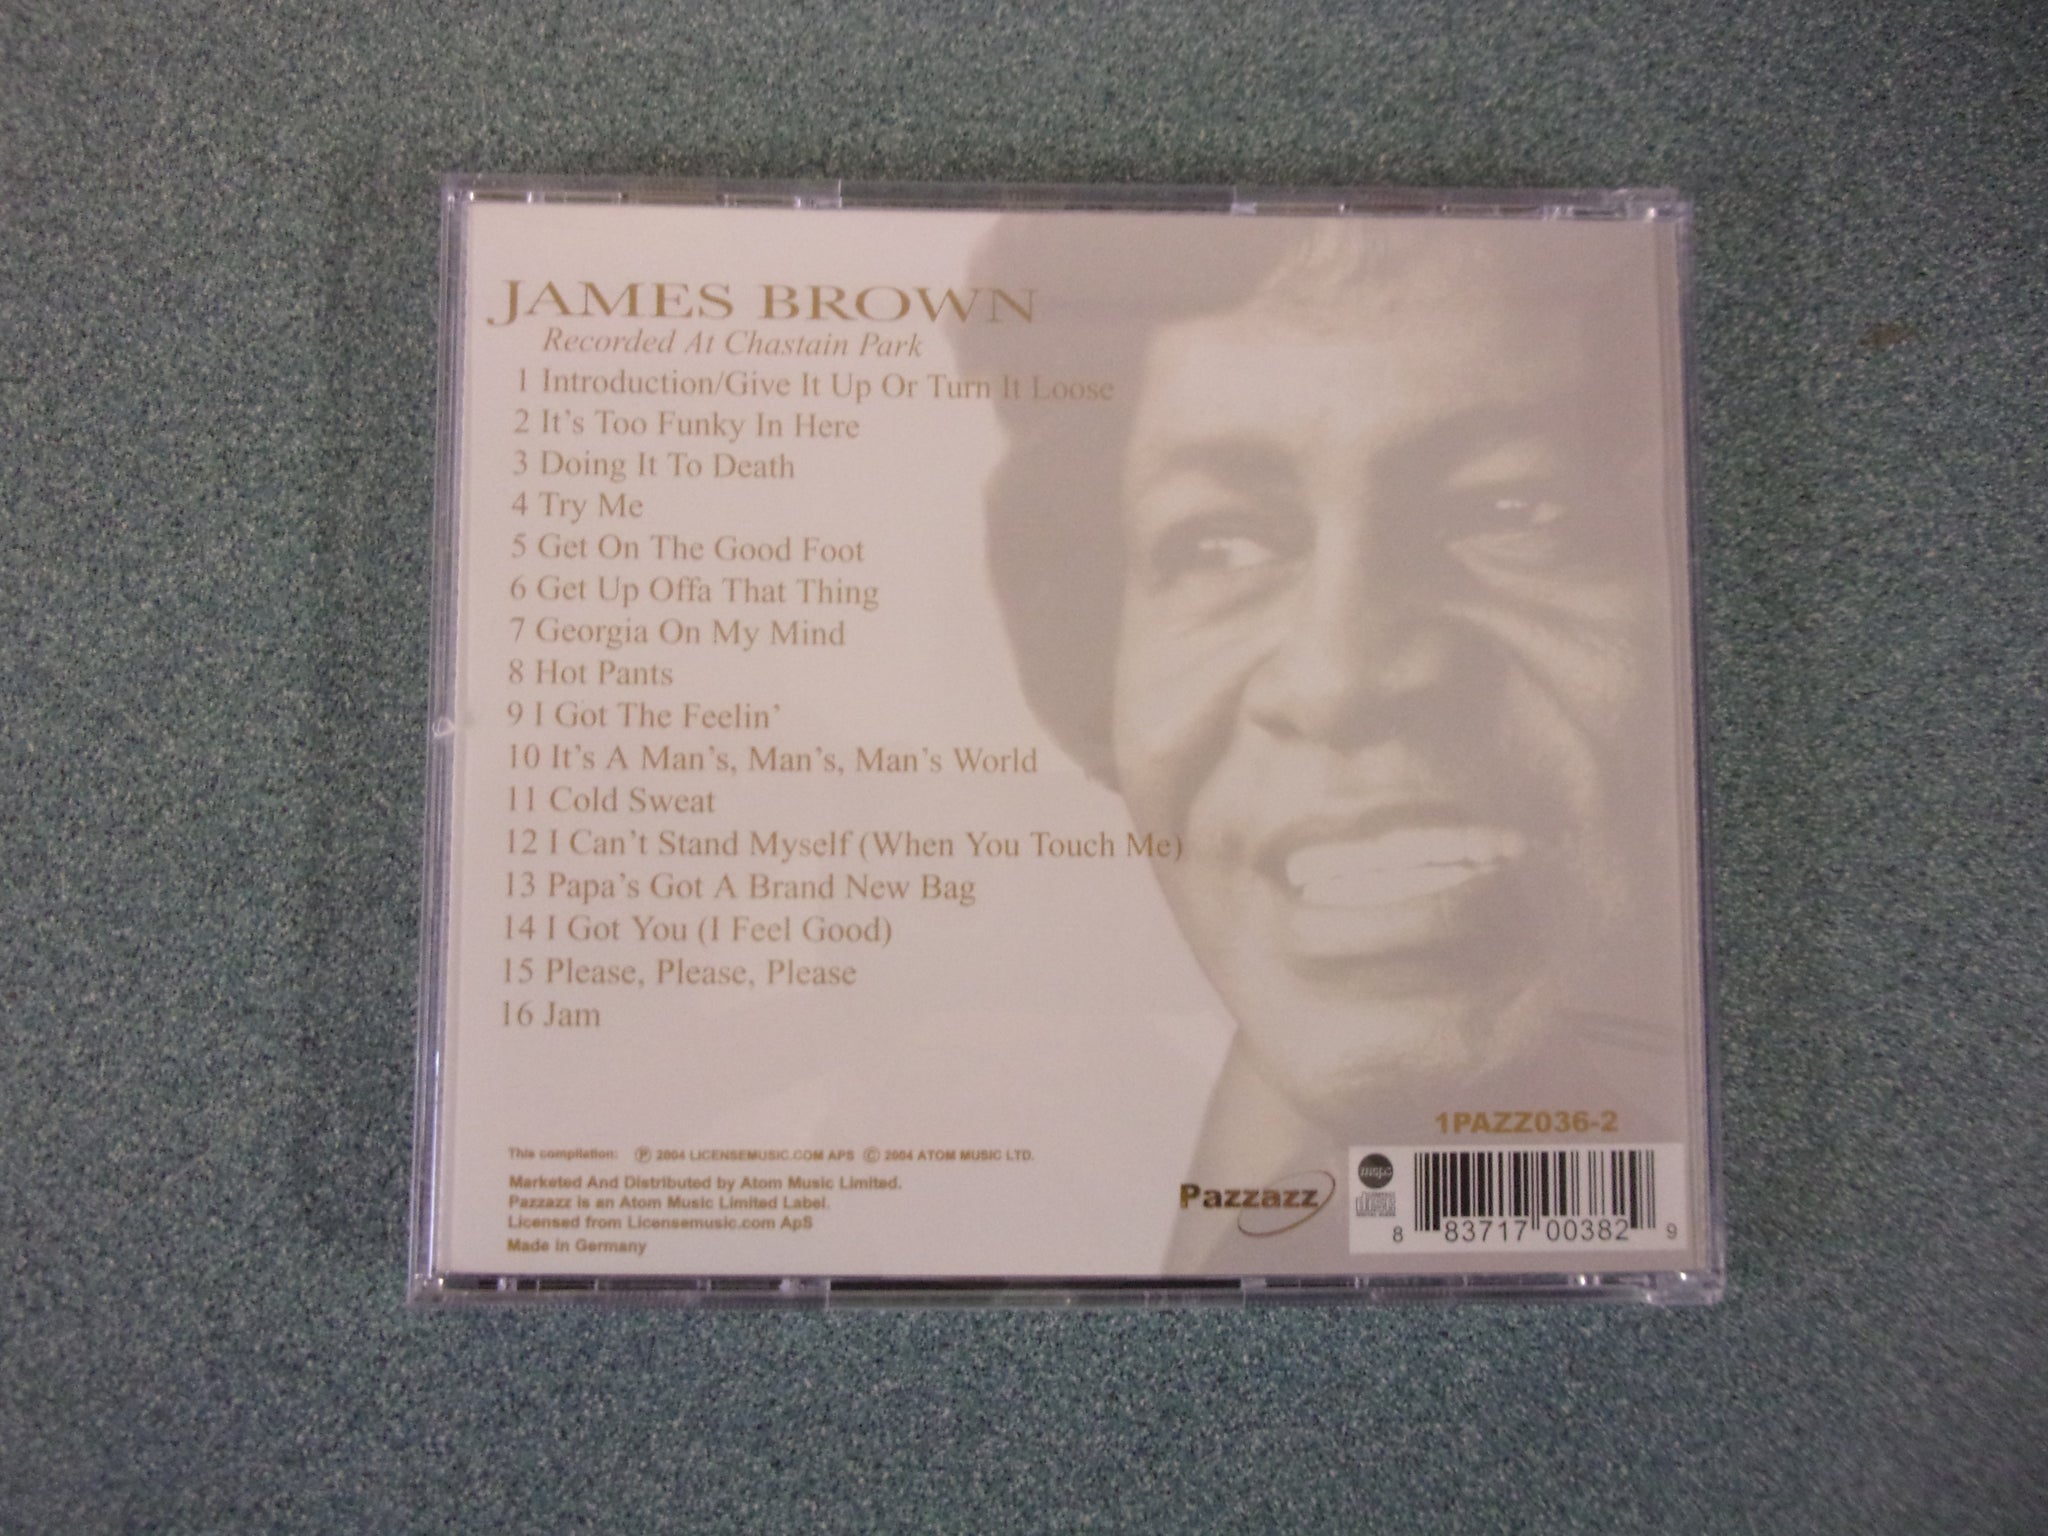 JAMES BROWN
Recorded At Chastain Park
1 Introduction/Give It Up Or Turn It Loose
2 It's Too Funky In Here
3 Doing It To Death
4 Try Me
5 Get On The Good Foot
6 Get Up Offa That Thing
7 Georgia On My Mind
8 Hot Pants
9 I Got The Feelin'
10 It's A Man's, Man's, Man's World
11 Cold Sweat
12 I Can't Stand Myself (When You Touch Me)
13 Papa's Got A Brand New Bag
14 I Got You (I Feel Good)
15 Please, Please, Please
16 Jam
This compilation: ℗ 2004 LICENSEMUSIC.COM APS © 2004 ATOM MUSIC LTD.
Marketed And Distributed by Atom Music Limited.
Pazzazz is an Atom Music Limited Label.
Licensed from Licensemusic.com ApS
Made in Germany
Pazzazz
1PAZZ036-2
mcps
disc
8 83717 00382 9